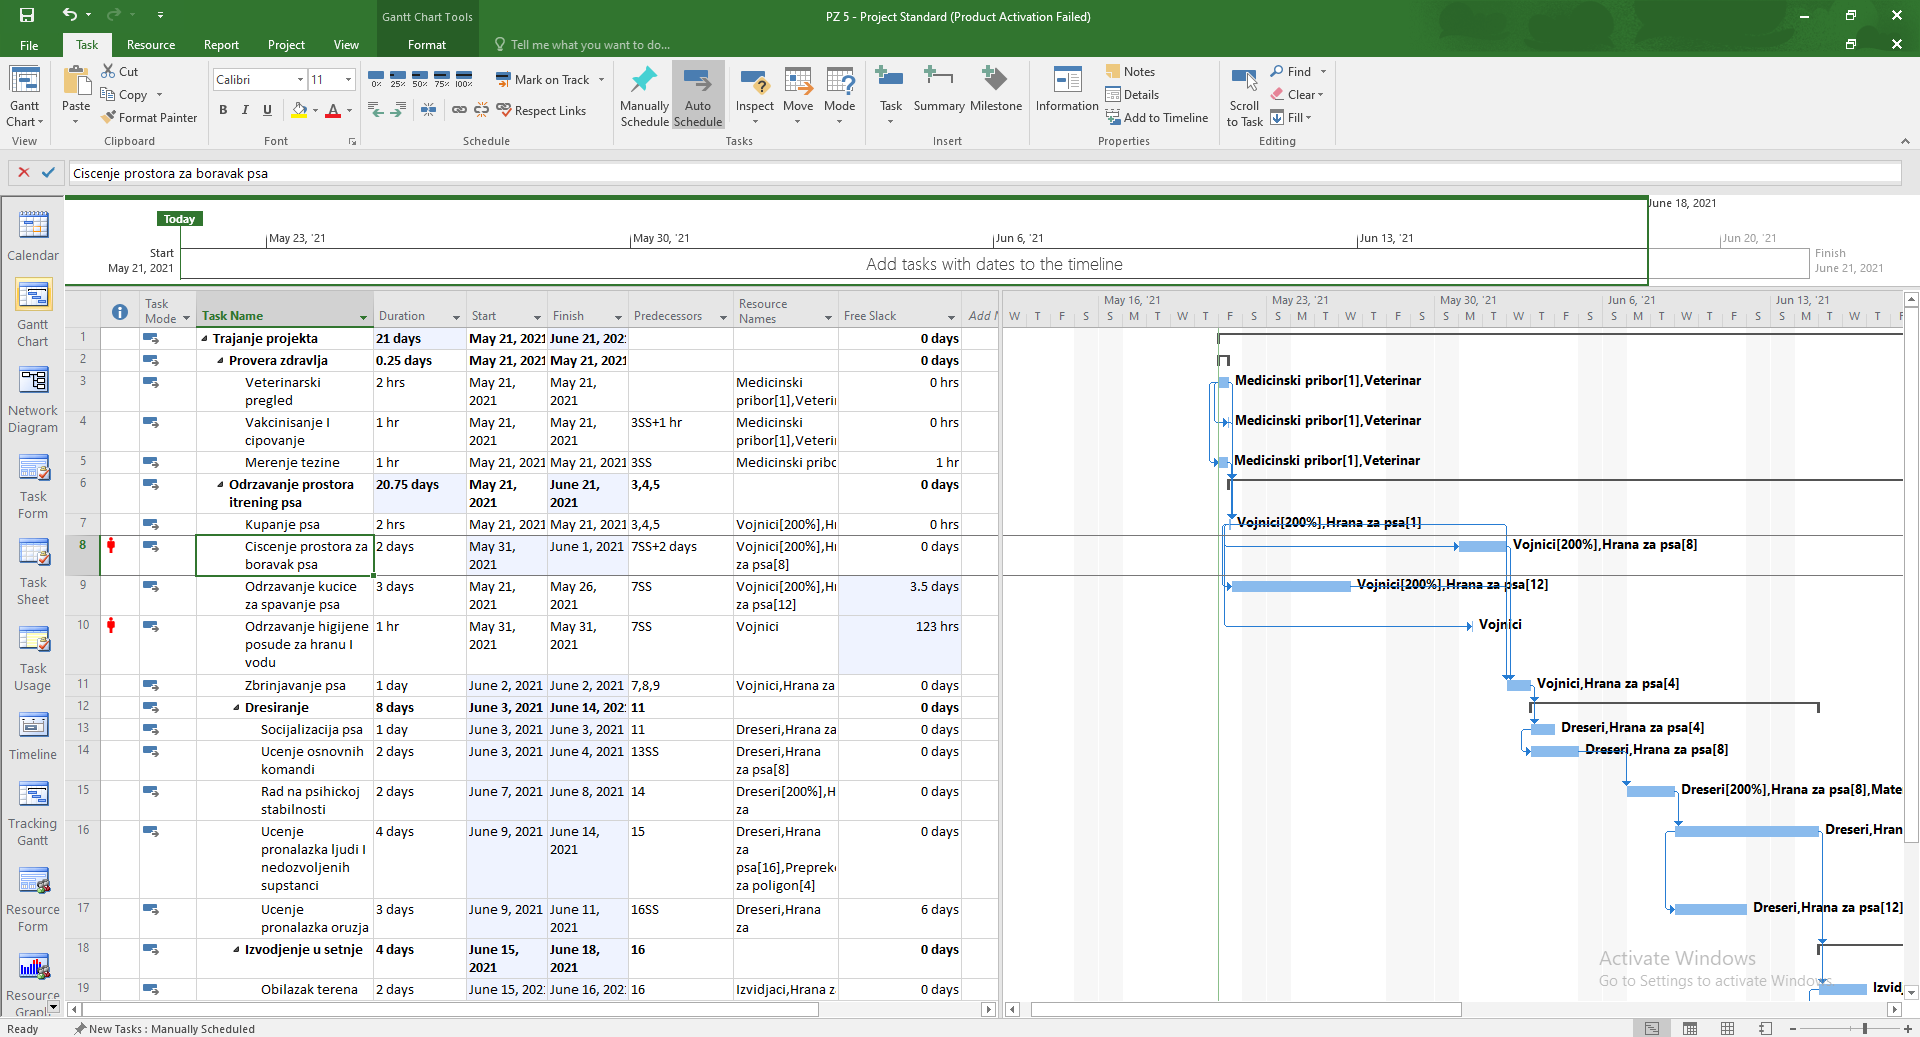 Gantt Chart Tools
PZ 5 - Project Standard (Product Activation Failed)
File
Task
Resource
Report
Project
View
Format
Tell me what you want to do...
Gantt
Chart
View
Paste
Cut
Copy
Format Painter
Clipboard
Calibri
11
B I U
A
Font
0% 25% 50% 75% 100%
Mark on Track
Respect Links
Schedule
Manually
Schedule
Auto
Schedule
Inspect
Move
Mode
Tasks
Task
Summary
Milestone
Insert
Information
Notes
Details
Add to Timeline
Properties
Scroll
to Task
Find
Clear
Fill
Editing
Ciscenje prostora za boravak psa
Today
June 18, 2021
May 23, '21
May 30, '21
Jun 6, '21
Jun 13, '21
Jun 20, '21
Start
May 21, 2021
Add tasks with dates to the timeline
Finish
June 21, 2021
Calendar
Gantt
Chart
Network
Diagram
Task
Form
Task
Sheet
Task
Usage
Timeline
Tracking
Gantt
Resource
Form
Resource
Graph
Task
Mode
Task Name
Duration
Start
Finish
Predecessors
Resource
Names
Free Slack
Add N
1 Trajanje projekta 21 days May 21, 2021 June 21, 202 0 days
2 Provera zdravlja 0.25 days May 21, 2021 May 21, 2021 0 days
3 Veterinarski 2 hrs May 21, May 21, Medicinski 0 hrs
pregled 2021 2021 pribor[1],Veteri
4 Vakcinisanje I 1 hr May 21, May 21, 3SS+1 hr Medicinski 0 hrs
cipovanje 2021 2021 pribor[1],Veteri
5 Merenje tezine 1 hr May 21, 2021 May 21, 2021 3SS Medicinski pribo 1 hr
6 Odrzavanje prostora 20.75 days May 21, June 21, 3,4,5 0 days
itrening psa 2021 2021
7 Kupanje psa 2 hrs May 21, 2021 May 21, 2021 3,4,5 Vojnici[200%],H 0 hrs
8 Ciscenje prostora za 2 days May 31, June 1, 2021 7SS+2 days Vojnici[200%],H 0 days
boravak psa 2021 za psa[8]
9 Odrzavanje kucice 3 days May 21, May 26, 7SS Vojnici[200%],H 3.5 days
za spavanje psa 2021 2021 za psa[12]
10 Odrzavanje higijene 1 hr May 31, May 31, 7SS Vojnici 123 hrs
posude za hranu I 2021 2021
vodu
11 Zbrinjavanje psa 1 day June 2, 2021 June 2, 2021 7,8,9 Vojnici,Hrana za 0 days
12 Dresiranje 8 days June 3, 2021 June 14, 202 11 0 days
13 Socijalizacija psa 1 day June 3, 2021 June 3, 2021 11 Dreseri,Hrana za 0 days
14 Ucenje osnovnih 2 days June 3, 2021 June 4, 2021 13SS Dreseri,Hrana 0 days
komandi za psa[8]
15 Rad na psihickoj 2 days June 7, 2021 June 8, 2021 14 Dreseri[200%],H 0 days
stabilnosti za
16 Ucenje 4 days June 9, 2021 June 14, 15 Dreseri,Hrana 0 days
pronalazka ljudi I 2021 za
nedozvoljenih psa[16],Preprek
supstanci za poligon[4]
17 Ucenje 3 days June 9, 2021 June 11, 16SS Dreseri,Hrana 6 days
pronalazka oruzja 2021 za
18 Izvodjenje u setnje 4 days June 15, June 18, 16 0 days
2021 2021
19 Obilazak terena 2 days June 15, 202 June 16, 202 16 Izvidjaci,Hrana z 0 days
May 16, '21
May 23, '21
May 30, '21
Jun 6, '21
Jun 13, '21
W T F S S M T W T F S S M T W T F S S M T W T F S S M T W T F S S M T F
Medicinski pribor[1],Veterinar
Medicinski pribor[1],Veterinar
Medicinski pribor[1],Veterinar
Vojnici[200%],Hrana za psa[1]
Vojnici[200%],Hrana za psa[8]
Vojnici[200%],Hrana za psa[12]
Vojnici
Vojnici,Hrana za psa[4]
Dreseri,Hrana za psa[4]
Dreseri,Hrana za psa[8]
Dreseri[200%],Hrana za psa[8],Mate
Dreseri,Hran
Dreseri,Hrana za psa[12]
Izvid
Activate Windows
Go to Settings to activate Windows.
Ready
New Tasks : Manually Scheduled